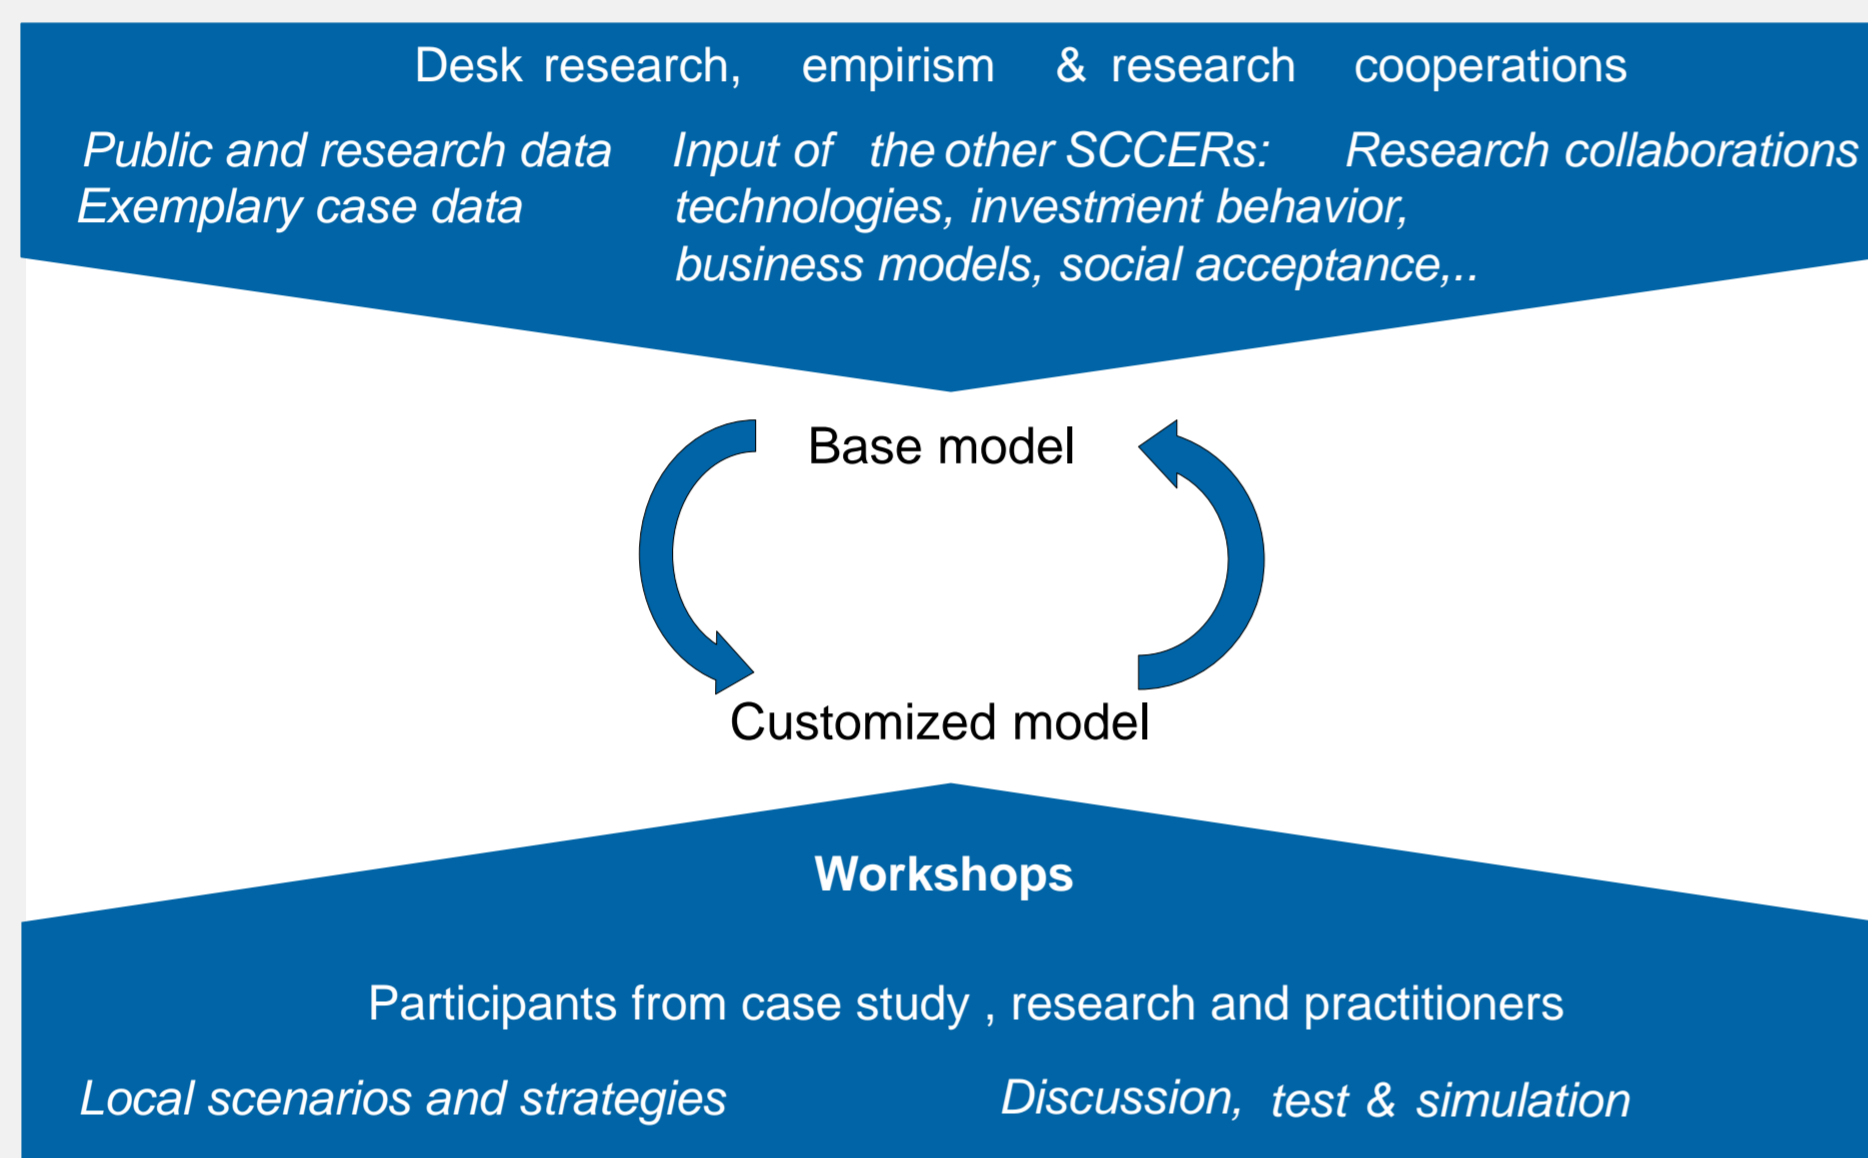 Desk research, empirism & research cooperations
Public and research data
Exemplary case data
Input of the other SCCERs:
technologies, investment behavior,
business models, social acceptance,..
Research collaborations
Base model
Customized model
Workshops
Participants from case study , research and practitioners
Local scenarios and strategies
Discussion, test & simulation